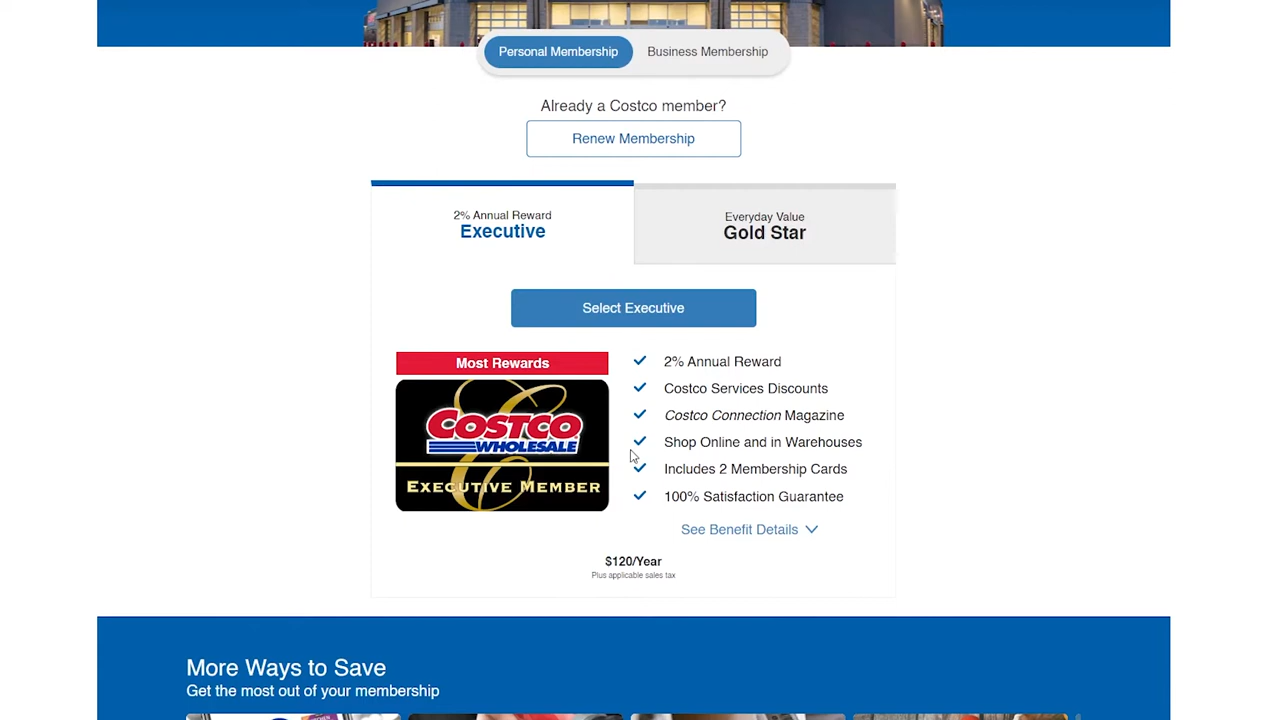 Personal Membership
Business Membership
Already a Costco member?
Renew Membership
2% Annual Reward
Executive
Everyday Value
Gold Star
Select Executive
Most Rewards
COSTCO
WHOLESALE
EXECUTIVE MEMBER
2% Annual Reward
Costco Services Discounts
Costco Connection Magazine
Shop Online and in Warehouses
Includes 2 Membership Cards
100% Satisfaction Guarantee
See Benefit Details
$120/Year
Plus applicable sales tax
More Ways to Save
Get the most out of your membership